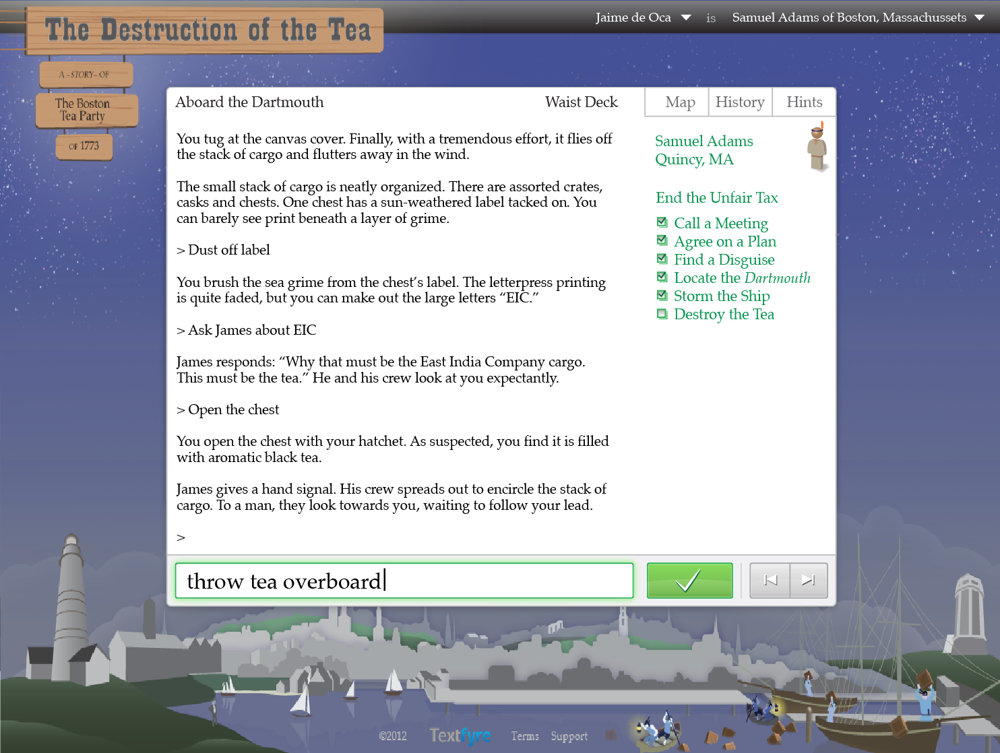 The Destruction of the Tea
Jaime de Oca is Samuel Adams of Boston, Massachussets
A ~STORY~ OF
The Boston
Tea Party
OF 1773
Aboard the Dartmouth
Waist Deck
Map
History
Hints
You tug at the canvas cover. Finally, with a tremendous effort, it flies off
the stack of cargo and flutters away in the wind.
The small stack of cargo is neatly organized. There are assorted crates,
casks and chests. One chest has a sun-weathered label tacked on. You
can barely see print beneath a layer of grime.
> Dust off label
You brush the sea grime from the chest’s label. The letterpress printing
is quite faded, but you can make out the large letters “EIC.”
> Ask James about EIC
James responds: “Why that must be the East India Company cargo.
This must be the tea.” He and his crew look at you expectantly.
> Open the chest
You open the chest with your hatchet. As suspected, you find it is filled
with aromatic black tea.
James gives a hand signal. His crew spreads out to encircle the stack of
cargo. To a man, they look towards you, waiting to follow your lead.
>
throw tea overboard
Samuel Adams
Quincy, MA
End the Unfair Tax
Call a Meeting
Agree on a Plan
Find a Disguise
Locate the Dartmouth
Storm the Ship
Destroy the Tea
©2012
Textfyre
Terms
Support